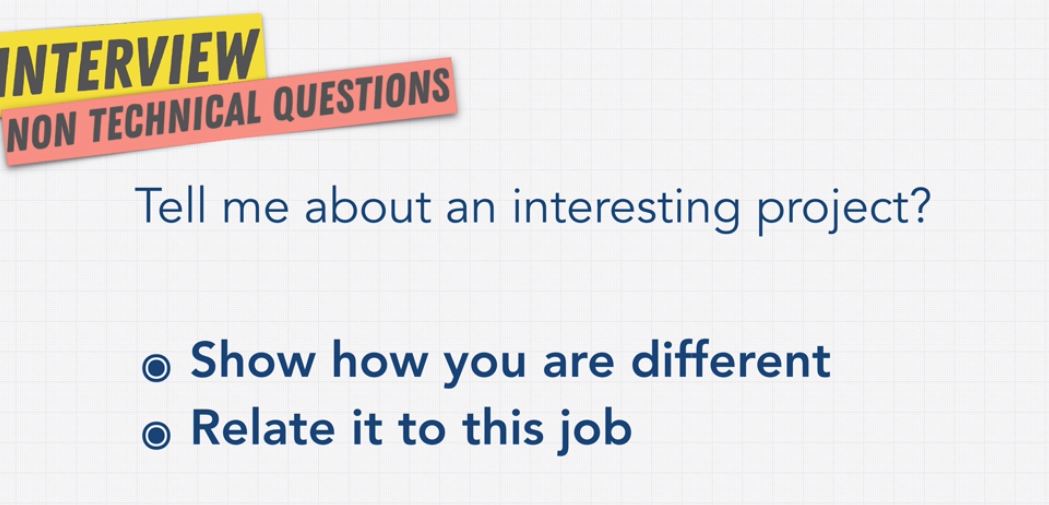 INTERVIEW
NON TECHNICAL QUESTIONS
Tell me about an interesting project?
Show how you are different
Relate it to this job